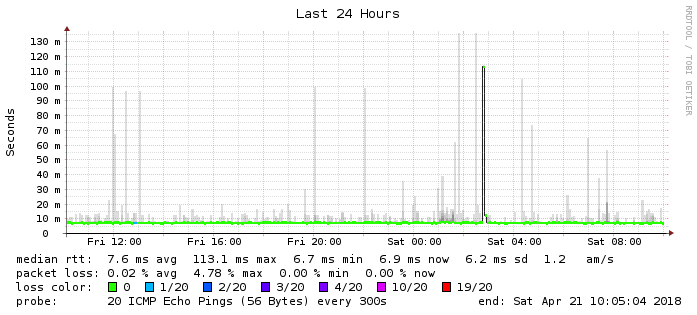 Last 24 Hours
RRDTOOL / TOBI OETIKER
Seconds
130 m
120 m
110 m
100 m
90 m
80 m
70 m
60 m
50 m
40 m
30 m
20 m
10 m
0
Fri 12:00 Fri 16:00 Fri 20:00 Sat 00:00 Sat 04:00 Sat 08:00
median rtt: 7.6 ms avg 113.1 ms max 6.7 ms min 6.9 ms now 6.2 ms sd 1.2 am/s
packet loss: 0.02 % avg 4.78 % max 0.00 % min 0.00 % now
loss color: 0 1/20 2/20 3/20 4/20 10/20 19/20
probe: 20 ICMP Echo Pings (56 Bytes) every 300s end: Sat Apr 21 10:05:04 2018